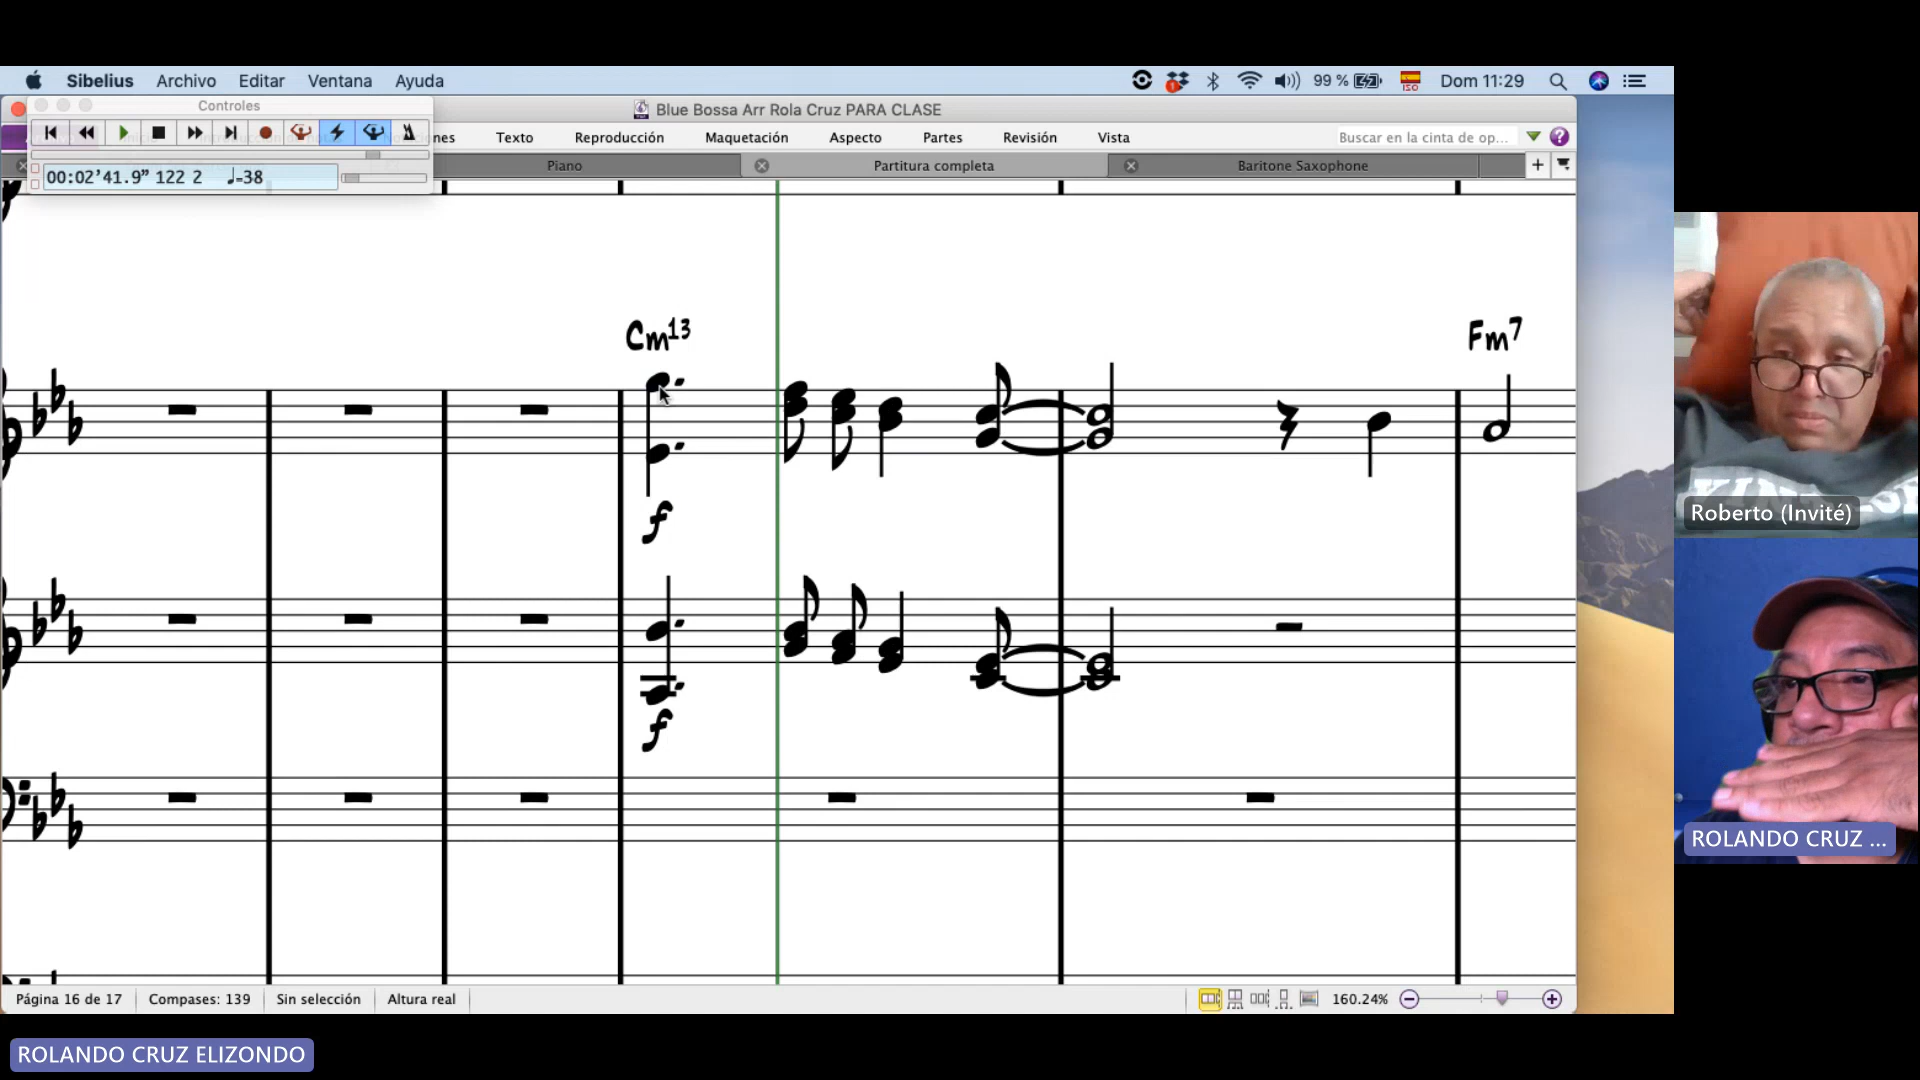 Sibelius Archivo Editar Ventana Ayuda
99 % ISO Dom 11:29
Controles
Blue Bossa Arr Rola Cruz PARA CLASE
nes Texto Reproducción Maquetación Aspecto Partes Revisión Vista Buscar en la cinta de op... ?
Piano Partitura completa Baritone Saxophone +
00:02'41.9" 122 2 ♩=38
Cm13 Fm7
f
f
Roberto (Invité)
ROLANDO CRUZ ...
Página 16 de 17 Compases: 139 Sin selección Altura real 160.24%
ROLANDO CRUZ ELIZONDO